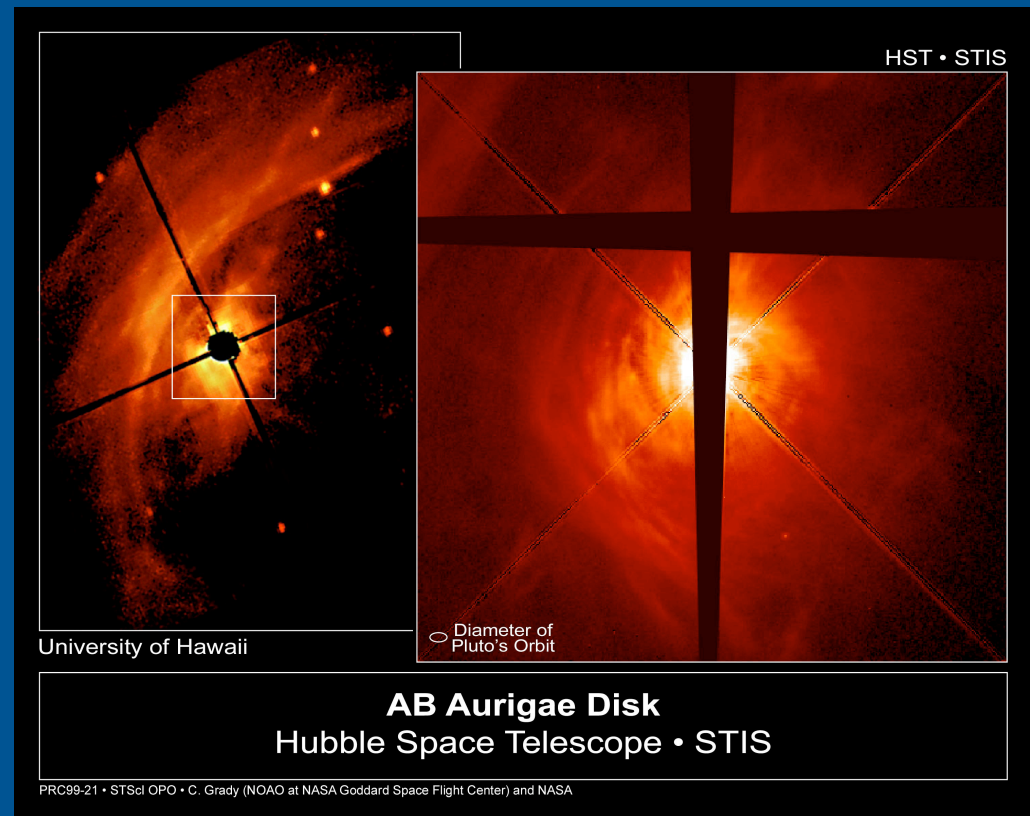 HST • STIS
University of Hawaii
Diameter of
Pluto's Orbit
AB Aurigae Disk
Hubble Space Telescope • STIS
PRC99-21 • STScI OPO • C. Grady (NOAO at NASA Goddard Space Flight Center) and NASA